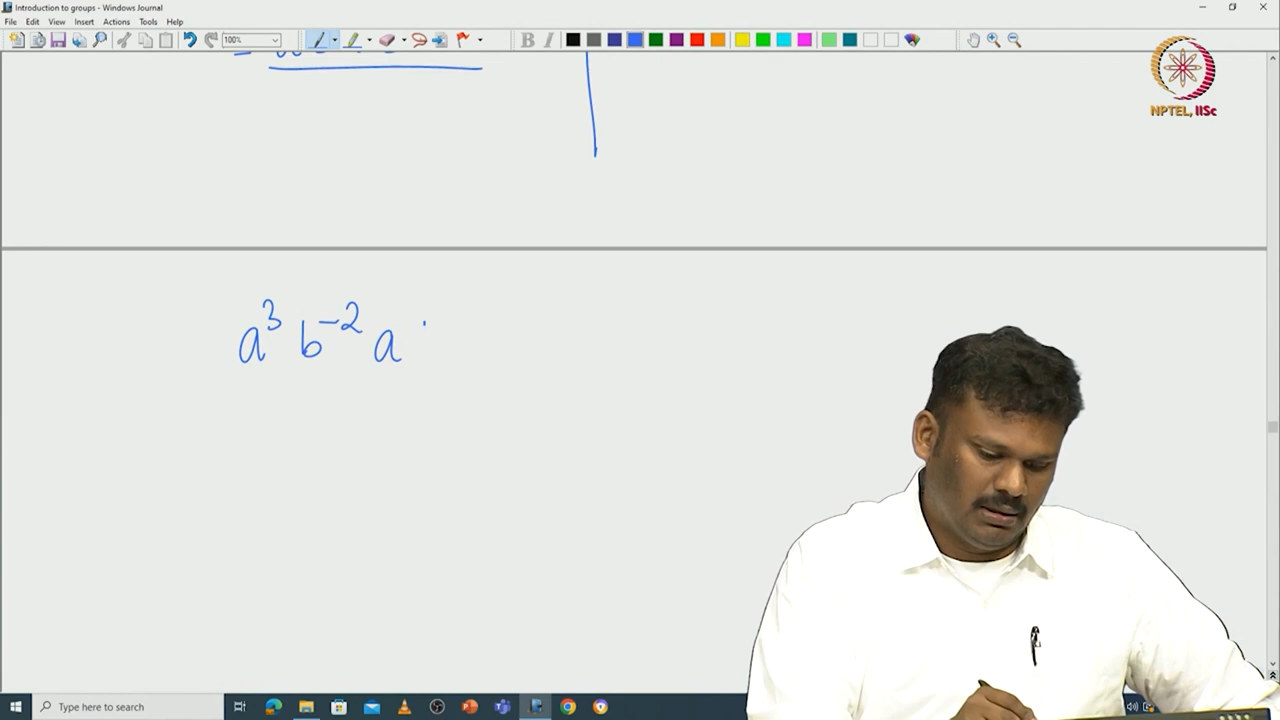 Introduction to groups - Windows Journal
File Edit View Insert Actions Tools Help
100%
B I
NPTEL, IISc
a³ b⁻² a
Type here to search